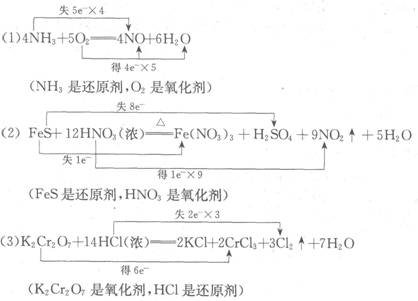 失 5e⁻×4
(1)4NH₃+5O₂══4NO+6H₂O
得 4e⁻×5
(NH₃ 是还原剂,O₂ 是氧化剂)
失 8e⁻
(2) FeS+12HNO₃(浓)══△Fe(NO₃)₃+H₂SO₄+9NO₂↑+5H₂O
失 1e⁻
得 1e⁻×9
(FeS 是还原剂,HNO₃ 是氧化剂)
失 2e⁻×3
(3)K₂Cr₂O₇+14HCl(浓)══2KCl+2CrCl₃+3Cl₂↑+7H₂O
得 6e⁻
(K₂Cr₂O₇ 是氧化剂,HCl 是还原剂)